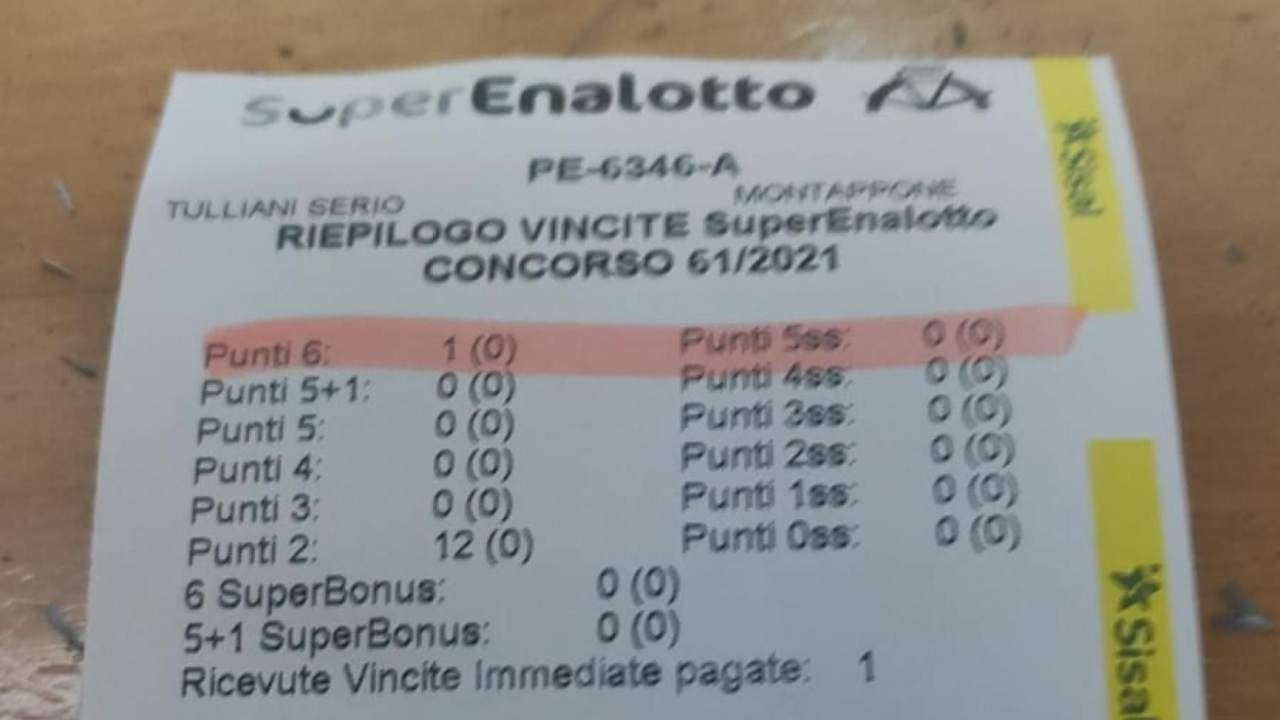 SuperEnalotto
PE-6346-A
TULLIANI SERIO MONTAPPONE
RIEPILOGO VINCITE SuperEnalotto
CONCORSO 61/2021
Punti 6: 1 (0) Punti 5ss: 0 (0)
Punti 5+1: 0 (0) Punti 4ss: 0 (0)
Punti 5: 0 (0) Punti 3ss: 0 (0)
Punti 4: 0 (0) Punti 2ss: 0 (0)
Punti 3: 0 (0) Punti 1ss: 0 (0)
Punti 2: 12 (0) Punti 0ss: 0 (0)
6 SuperBonus: 0 (0)
5+1 SuperBonus: 0 (0)
Ricevute Vincite Immediate pagate: 1
Sisal
Sisal